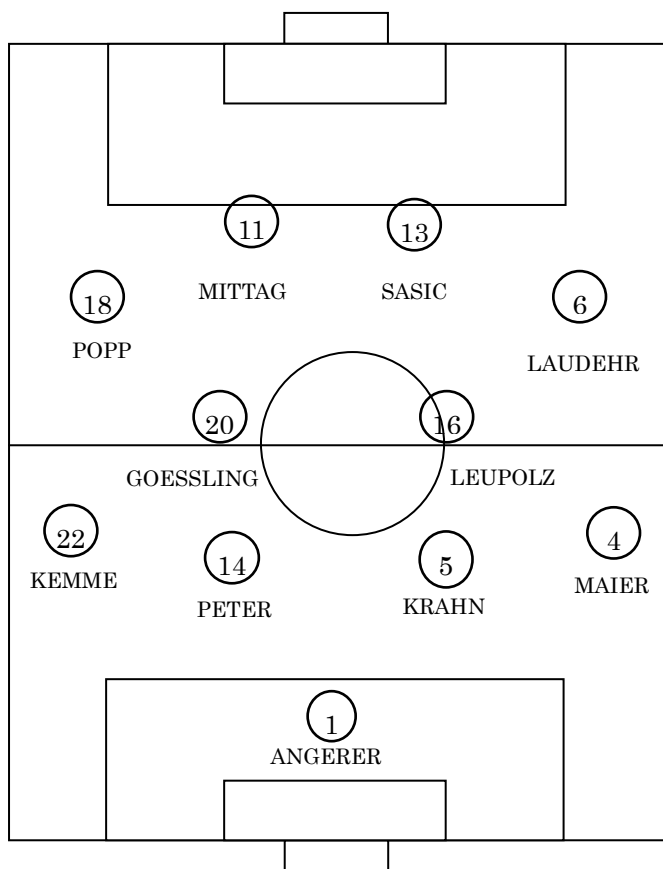 11
13
MITTAG
SASIC
18
6
POPP
LAUDEHR
20
16
GOESSLING
LEUPOLZ
22
14
5
4
KEMME
PETER
KRAHN
MAIER
1
ANGERER